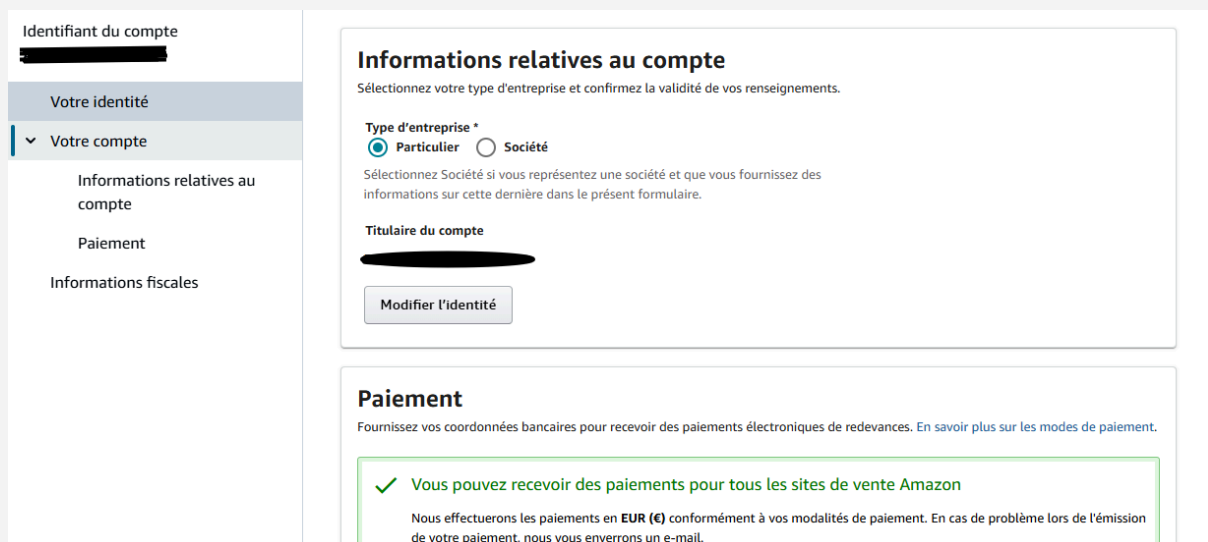 Identifiant du compte
Votre identité
Votre compte
Informations relatives au
compte
Paiement
Informations fiscales
Informations relatives au compte
Sélectionnez votre type d'entreprise et confirmez la validité de vos renseignements.
Type d’entreprise *
Particulier Société
Sélectionnez Société si vous représentez une société et que vous fournissez des
informations sur cette dernière dans le présent formulaire.
Titulaire du compte
Modifier l’identité
Paiement
Fournissez vos coordonnées bancaires pour recevoir des paiements électroniques de redevances. En savoir plus sur les modes de paiement.
Vous pouvez recevoir des paiements pour tous les sites de vente Amazon
Nous effectuerons les paiements en EUR (€) conformément à vos modalités de paiement. En cas de problème lors de l'émission
de votre paiement, nous vous enverrons un e-mail.